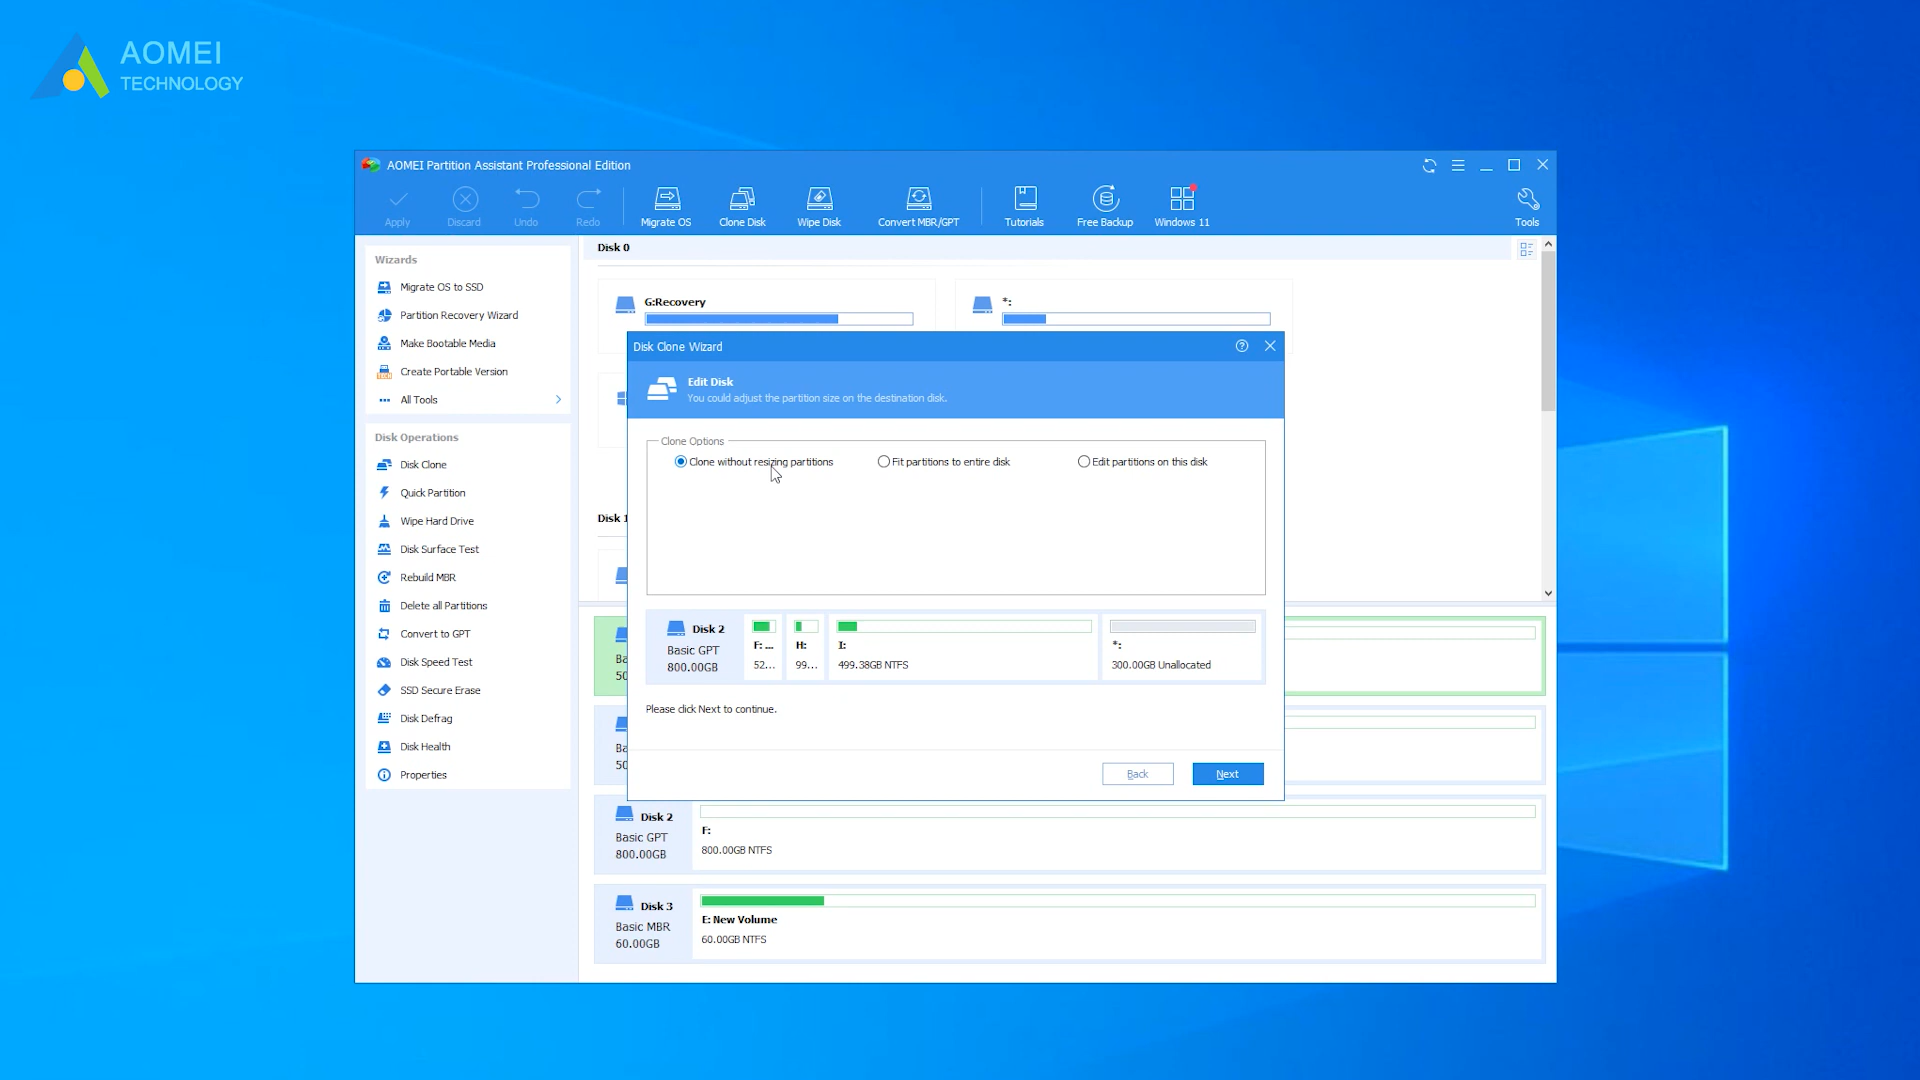 AOMEI
TECHNOLOGY
AOMEI Partition Assistant Professional Edition
Apply
Discard
Undo
Redo
Migrate OS
Clone Disk
Wipe Disk
Convert MBR/GPT
Tutorials
Free Backup
Windows 11
Tools
Wizards
Migrate OS to SSD
Partition Recovery Wizard
Make Bootable Media
Create Portable Version
All Tools
Disk Operations
Disk Clone
Quick Partition
Wipe Hard Drive
Disk Surface Test
Rebuild MBR
Delete all Partitions
Convert to GPT
Disk Speed Test
SSD Secure Erase
Disk Defrag
Disk Health
Properties
Disk 0
G:Recovery
*:
Disk 1
Disk Clone Wizard
Edit Disk
You could adjust the partition size on the destination disk.
Clone Options
Clone without resizing partitions
Fit partitions to entire disk
Edit partitions on this disk
Disk 2
Basic GPT
800.00GB
F: ...
52...
H:
99...
I:
499.38GB NTFS
*:
300.00GB Unallocated
Please click Next to continue.
Back
Next
Ba
50
Ba
50
Disk 2
Basic GPT
800.00GB
F:
800.00GB NTFS
Disk 3
Basic MBR
60.00GB
E: New Volume
60.00GB NTFS